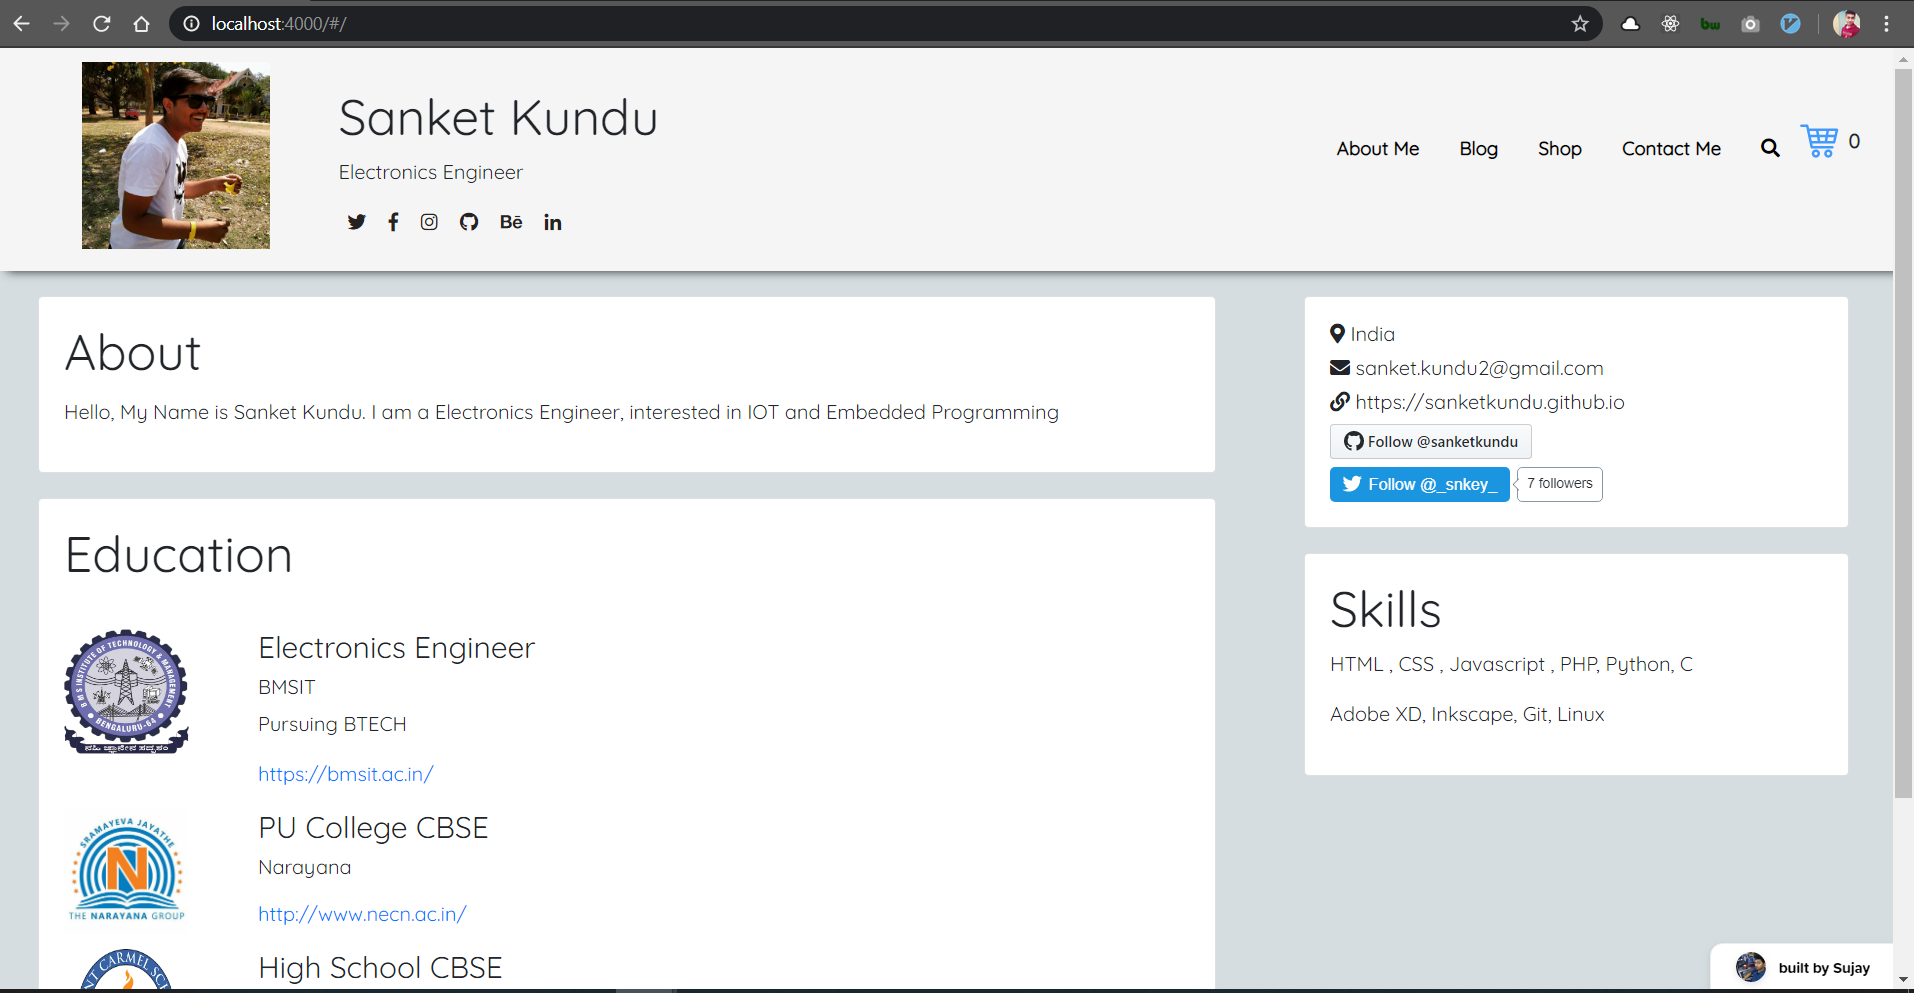 localhost:4000/#/
Sanket Kundu
Electronics Engineer
Bē
in
About Me
Blog
Shop
Contact Me
0
About
Hello, My Name is Sanket Kundu. I am a Electronics Engineer, interested in IOT and Embedded Programming
Education
B M S INSTITUTE OF TECHNOLOGY & MANAGEMENT
BENGALURU-64
Electronics Engineer
BMSIT
Pursuing BTECH
https://bmsit.ac.in/
SRAMAYEVA JAYATHE
N
THE NARAYANA GROUP
PU College CBSE
Narayana
http://www.necn.ac.in/
CARMEL
High School CBSE
India
sanket.kundu2@gmail.com
https://sanketkundu.github.io
Follow @sanketkundu
Follow @_snkey_
7 followers
Skills
HTML , CSS , Javascript , PHP, Python, C
Adobe XD, Inkscape, Git, Linux
built by Sujay